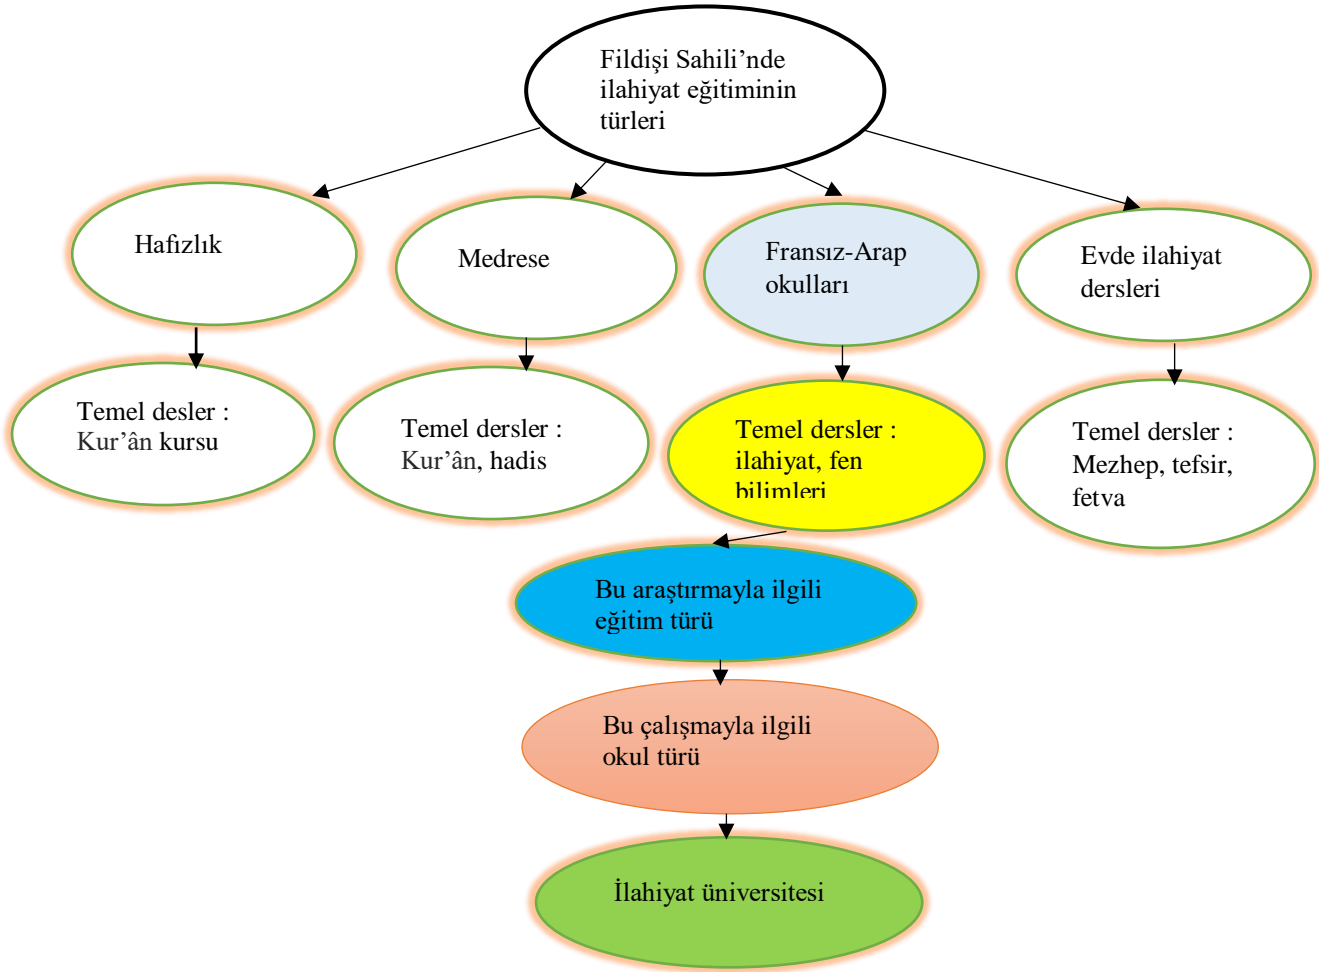 Fildişi Sahili’nde
ilahiyat eğitiminin
türleri
Hafızlık
Medrese
Fransız-Arap
okulları
Evde ilahiyat
dersleri
Temel desler :
Kur’ân kursu
Temel dersler :
Kur’ân, hadis
Temel dersler :
ilahiyat, fen
bilimleri
Temel dersler :
Mezhep, tefsir,
fetva
Bu araştırmayla ilgili
eğitim türü
Bu çalışmayla ilgili
okul türü
İlahiyat üniversitesi